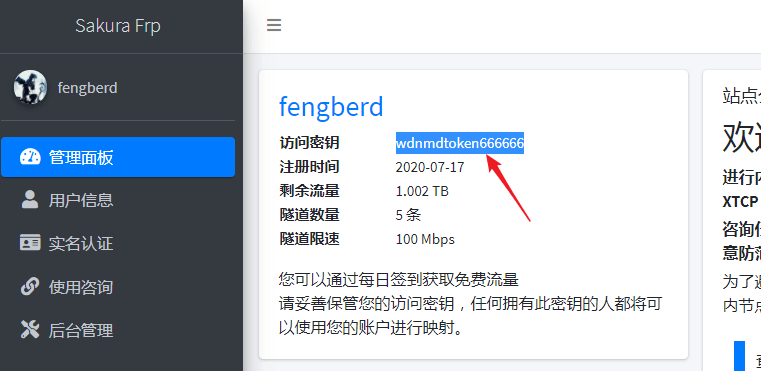 Sakura Frp
fengberd
管理面板
用户信息
实名认证
使用咨询
后台管理
fengberd
访问密钥 wdnmdtoken666666
注册时间 2020-07-17
剩余流量 1.002 TB
隧道数量 5 条
隧道限速 100 Mbps
您可以通过每日签到获取免费流量
请妥善保管您的访问密钥，任何拥有此密钥的人都将可
以使用您的账户进行映射。
站点公
欢迎
进行内
XTCP
咨询
意防范
为了
内节点